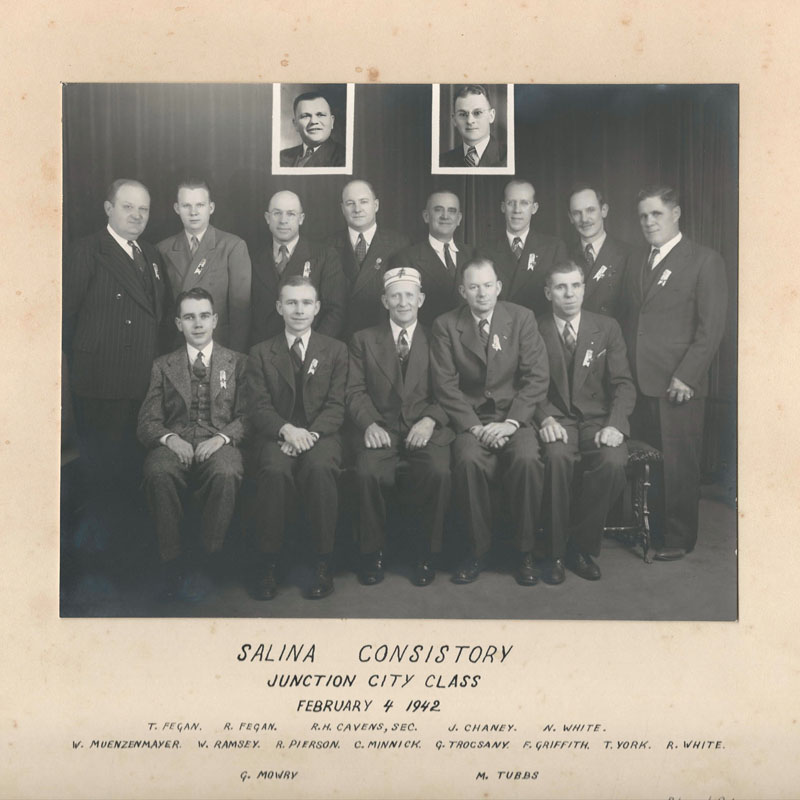 SALINA CONSISTORY
JUNCTION CITY CLASS
FEBRUARY 4 1942
T. FEGAN. R. FEGAN. R.H. CAVENS, SEC. J. CHANEY. N. WHITE.
W. MUENZENMAYER. W. RAMSEY. R. PIERSON. C. MINNICK. G. TROCSANY. F. GRIFFITH. T. YORK. R. WHITE.
G. MOWRY M. TUBBS